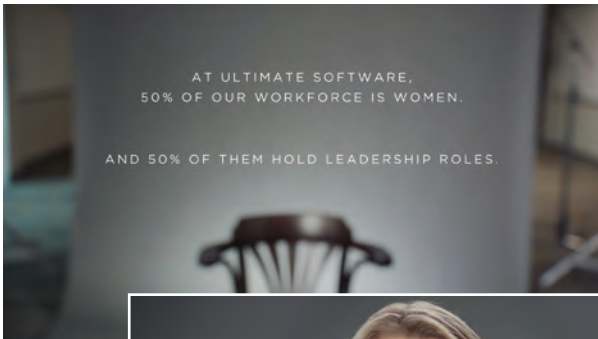 AT ULTIMATE SOFTWARE,
50% OF OUR WORKFORCE IS WOMEN.
AND 50% OF THEM HOLD LEADERSHIP ROLES.